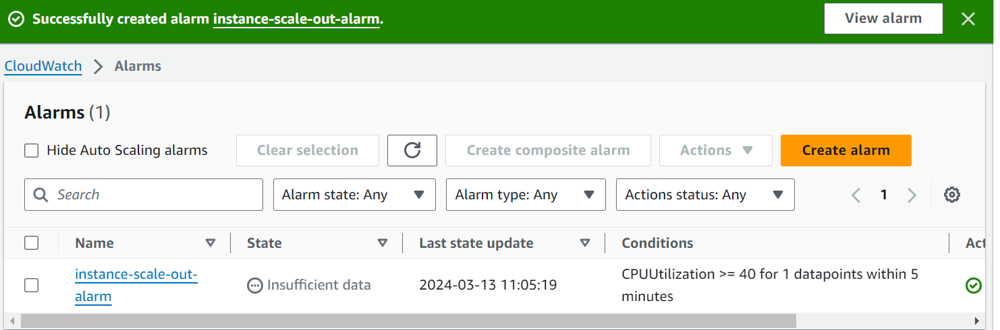 Successfully created alarm instance-scale-out-alarm.
View alarm
CloudWatch
Alarms
Alarms (1)
Hide Auto Scaling alarms
Clear selection
Create composite alarm
Actions
Create alarm
Search
Alarm state: Any
Alarm type: Any
Actions status: Any
1
Name
State
Last state update
Conditions
Act
instance-scale-out-
alarm
Insufficient data
2024-03-13 11:05:19
CPUUtilization >= 40 for 1 datapoints within 5
minutes